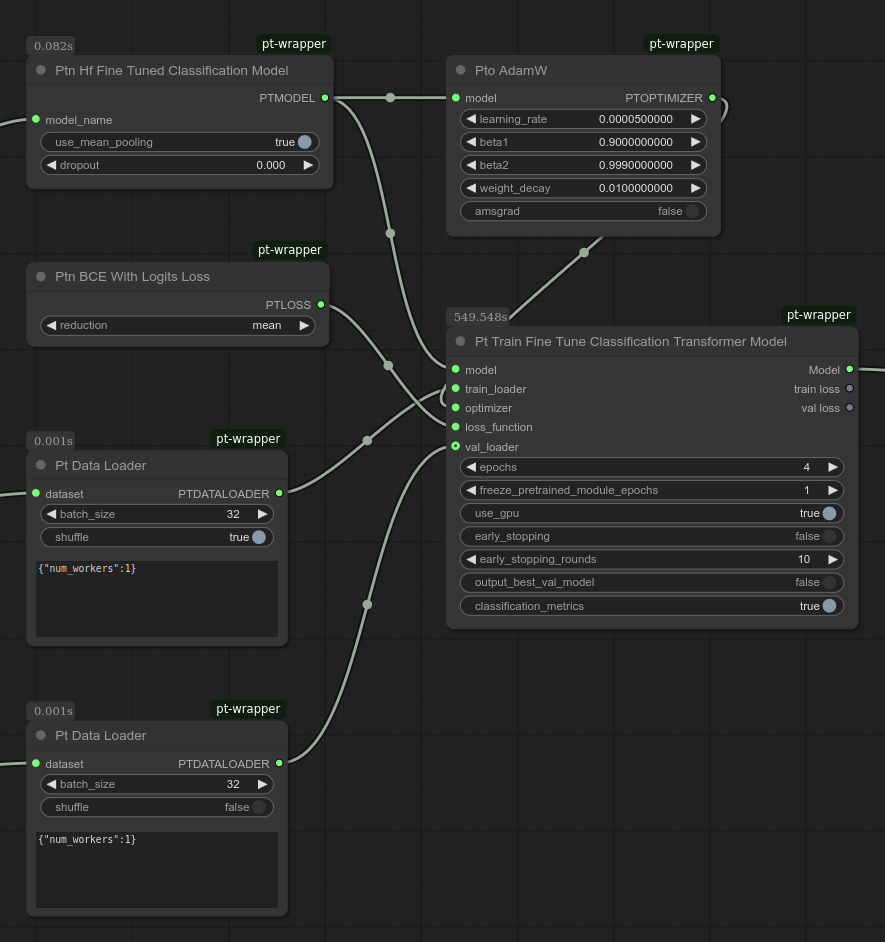 0.082s
pt-wrapper
Ptn Hf Fine Tuned Classification Model
PTMODEL
model_name
use_mean_pooling true
dropout 0.000
pt-wrapper
Pto AdamW
model PTOPTIMIZER
learning_rate 0.0000500000
beta1 0.9000000000
beta2 0.9990000000
weight_decay 0.0100000000
amsgrad false
pt-wrapper
Ptn BCE With Logits Loss
PTLOSS
reduction mean
549.548s
pt-wrapper
Pt Train Fine Tune Classification Transformer Model
model Model
train_loader train loss
optimizer val loss
loss_function
val_loader
epochs 4
freeze_pretrained_module_epochs 1
use_gpu true
early_stopping false
early_stopping_rounds 10
output_best_val_model false
classification_metrics true
0.001s
pt-wrapper
Pt Data Loader
dataset PTDATALOADER
batch_size 32
shuffle true
{"num_workers":1}
0.001s
pt-wrapper
Pt Data Loader
dataset PTDATALOADER
batch_size 32
shuffle false
{"num_workers":1}